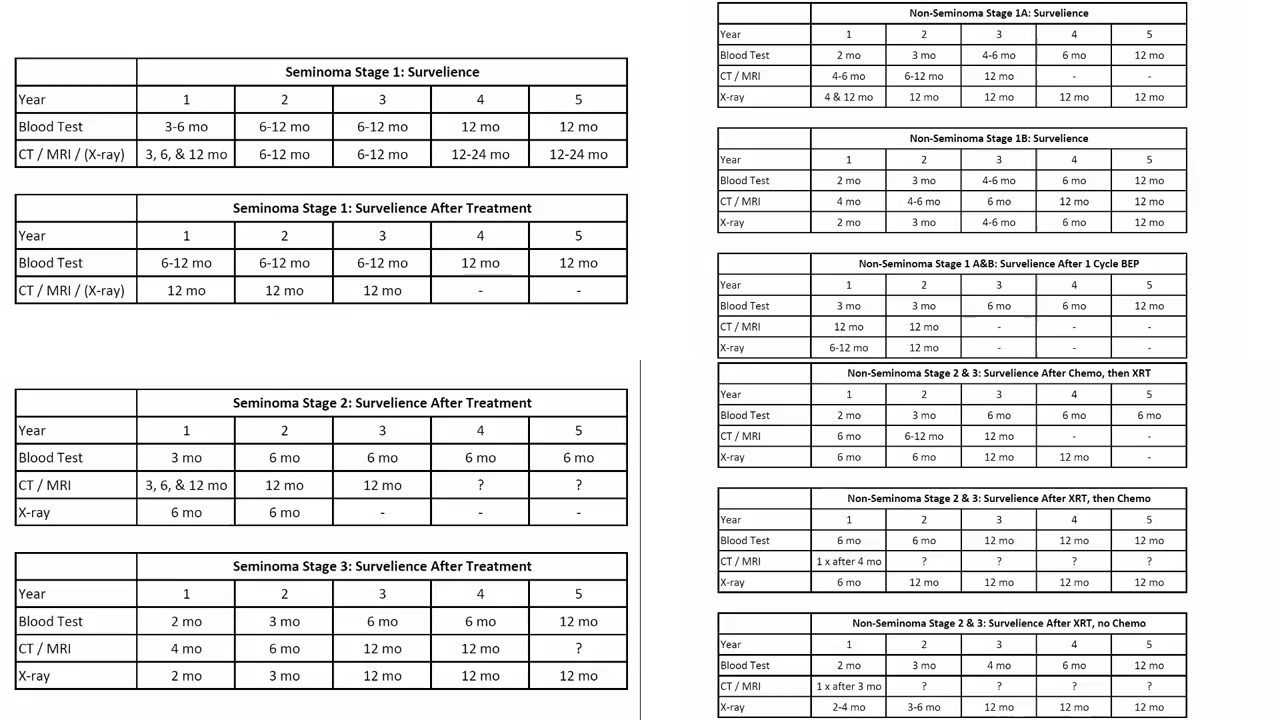 Seminoma Stage 1: Survelience
Year 1 2 3 4 5
Blood Test 3-6 mo 6-12 mo 6-12 mo 12 mo 12 mo
CT / MRI / (X-ray) 3, 6, & 12 mo 6-12 mo 6-12 mo 12-24 mo 12-24 mo
Seminoma Stage 1: Survelience After Treatment
Year 1 2 3 4 5
Blood Test 6-12 mo 6-12 mo 6-12 mo 12 mo 12 mo
CT / MRI / (X-ray) 12 mo 12 mo 12 mo - -
Seminoma Stage 2: Survelience After Treatment
Year 1 2 3 4 5
Blood Test 3 mo 6 mo 6 mo 6 mo 6 mo
CT / MRI 3, 6, & 12 mo 12 mo 12 mo ? ?
X-ray 6 mo 6 mo - - -
Seminoma Stage 3: Survelience After Treatment
Year 1 2 3 4 5
Blood Test 2 mo 3 mo 6 mo 6 mo 12 mo
CT / MRI 4 mo 6 mo 12 mo 12 mo ?
X-ray 2 mo 3 mo 12 mo 12 mo 12 mo
Non-Seminoma Stage 1A: Survelience
Year 1 2 3 4 5
Blood Test 2 mo 3 mo 4-6 mo 6 mo 12 mo
CT / MRI 4-6 mo 6-12 mo 12 mo - -
X-ray 4 & 12 mo 12 mo 12 mo 12 mo 12 mo
Non-Seminoma Stage 1B: Survelience
Year 1 2 3 4 5
Blood Test 2 mo 3 mo 4-6 mo 6 mo 12 mo
CT / MRI 4 mo 4-6 mo 6 mo 12 mo 12 mo
X-ray 2 mo 3 mo 4-6 mo 6 mo 12 mo
Non-Seminoma Stage 1 A&B: Survelience After 1 Cycle BEP
Year 1 2 3 4 5
Blood Test 3 mo 3 mo 6 mo 6 mo 12 mo
CT / MRI 12 mo 12 mo - - -
X-ray 6-12 mo 12 mo - - -
Non-Seminoma Stage 2 & 3: Survelience After Chemo, then XRT
Year 1 2 3 4 5
Blood Test 2 mo 3 mo 6 mo 6 mo 6 mo
CT / MRI 6 mo 6-12 mo 12 mo - -
X-ray 6 mo 6 mo 12 mo 12 mo -
Non-Seminoma Stage 2 & 3: Survelience After XRT, then Chemo
Year 1 2 3 4 5
Blood Test 6 mo 6 mo 12 mo 12 mo 12 mo
CT / MRI 1 x after 4 mo ? ? ? ?
X-ray 6 mo 12 mo 12 mo 12 mo 12 mo
Non-Seminoma Stage 2 & 3: Survelience After XRT, no Chemo
Year 1 2 3 4 5
Blood Test 2 mo 3 mo 4 mo 6 mo 12 mo
CT / MRI 1 x after 3 mo ? ? ? ?
X-ray 2-4 mo 3-6 mo 12 mo 12 mo 12 mo